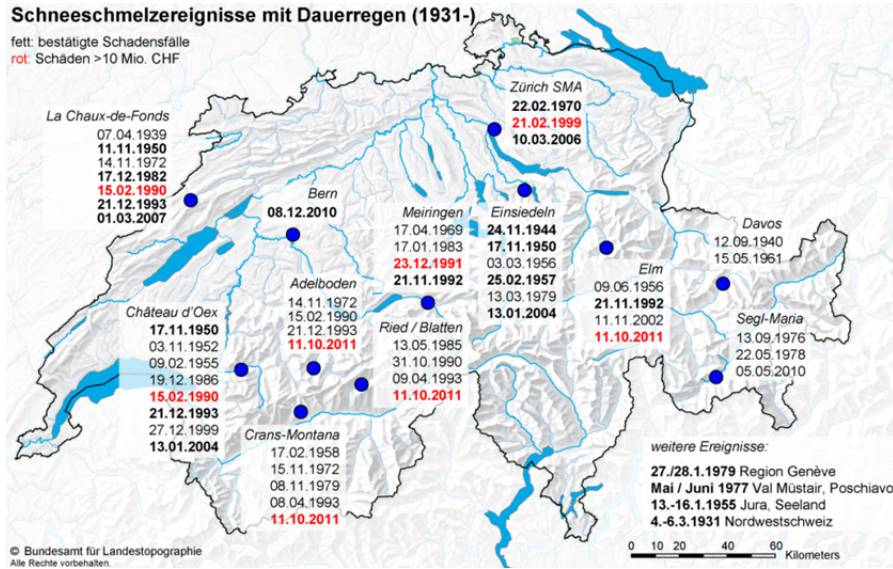 Schneeschmelzereignisse mit Dauerregen (1931-)
fett: bestätigte Schadensfälle
rot: Schäden >10 Mio. CHF
La Chaux-de-Fonds
07.04.1939
11.11.1950
14.11.1972
17.12.1982
15.02.1990
21.12.1993
01.03.2007
Zürich SMA
22.02.1970
21.02.1999
10.03.2006
Bern
08.12.2010
Meiringen
17.04.1969
17.01.1983
23.12.1991
21.11.1992
Einsiedeln
24.11.1944
17.11.1950
03.03.1956
25.02.1957
13.03.1979
13.01.2004
Davos
12.09.1940
15.05.1961
Elm
09.06.1956
21.11.1992
11.11.2002
11.10.2011
Adelboden
14.11.1972
15.02.1990
21.12.1993
11.10.2011
Château d'Oex
17.11.1950
03.11.1952
09.02.1955
19.12.1986
15.02.1990
21.12.1993
27.12.1999
13.01.2004
Ried / Blatten
13.05.1985
31.10.1990
09.04.1993
11.10.2011
Segl-Maria
13.09.1976
22.05.1978
05.05.2010
Crans-Montana
17.02.1958
15.11.1972
08.11.1979
08.04.1993
11.10.2011
weitere Ereignisse:
27./28.1.1979 Region Genève
Mai / Juni 1977 Val Müstair, Poschiavo
13.-16.1.1955 Jura, Seeland
4.-6.3.1931 Nordwestschweiz
0 10 20 40 60 Kilometers
© Bundesamt für Landestopographie
Alle Rechte vorbehalten.